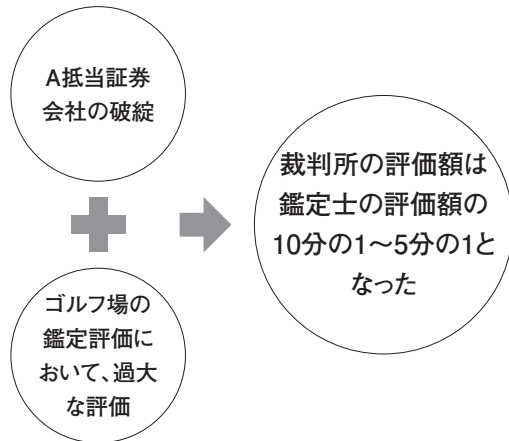 A抵当証券
会社の破綻
ゴルフ場の
鑑定評価に
おいて、過大
な評価
裁判所の評価額は
鑑定士の評価額の
10分の1〜5分の1と
なった